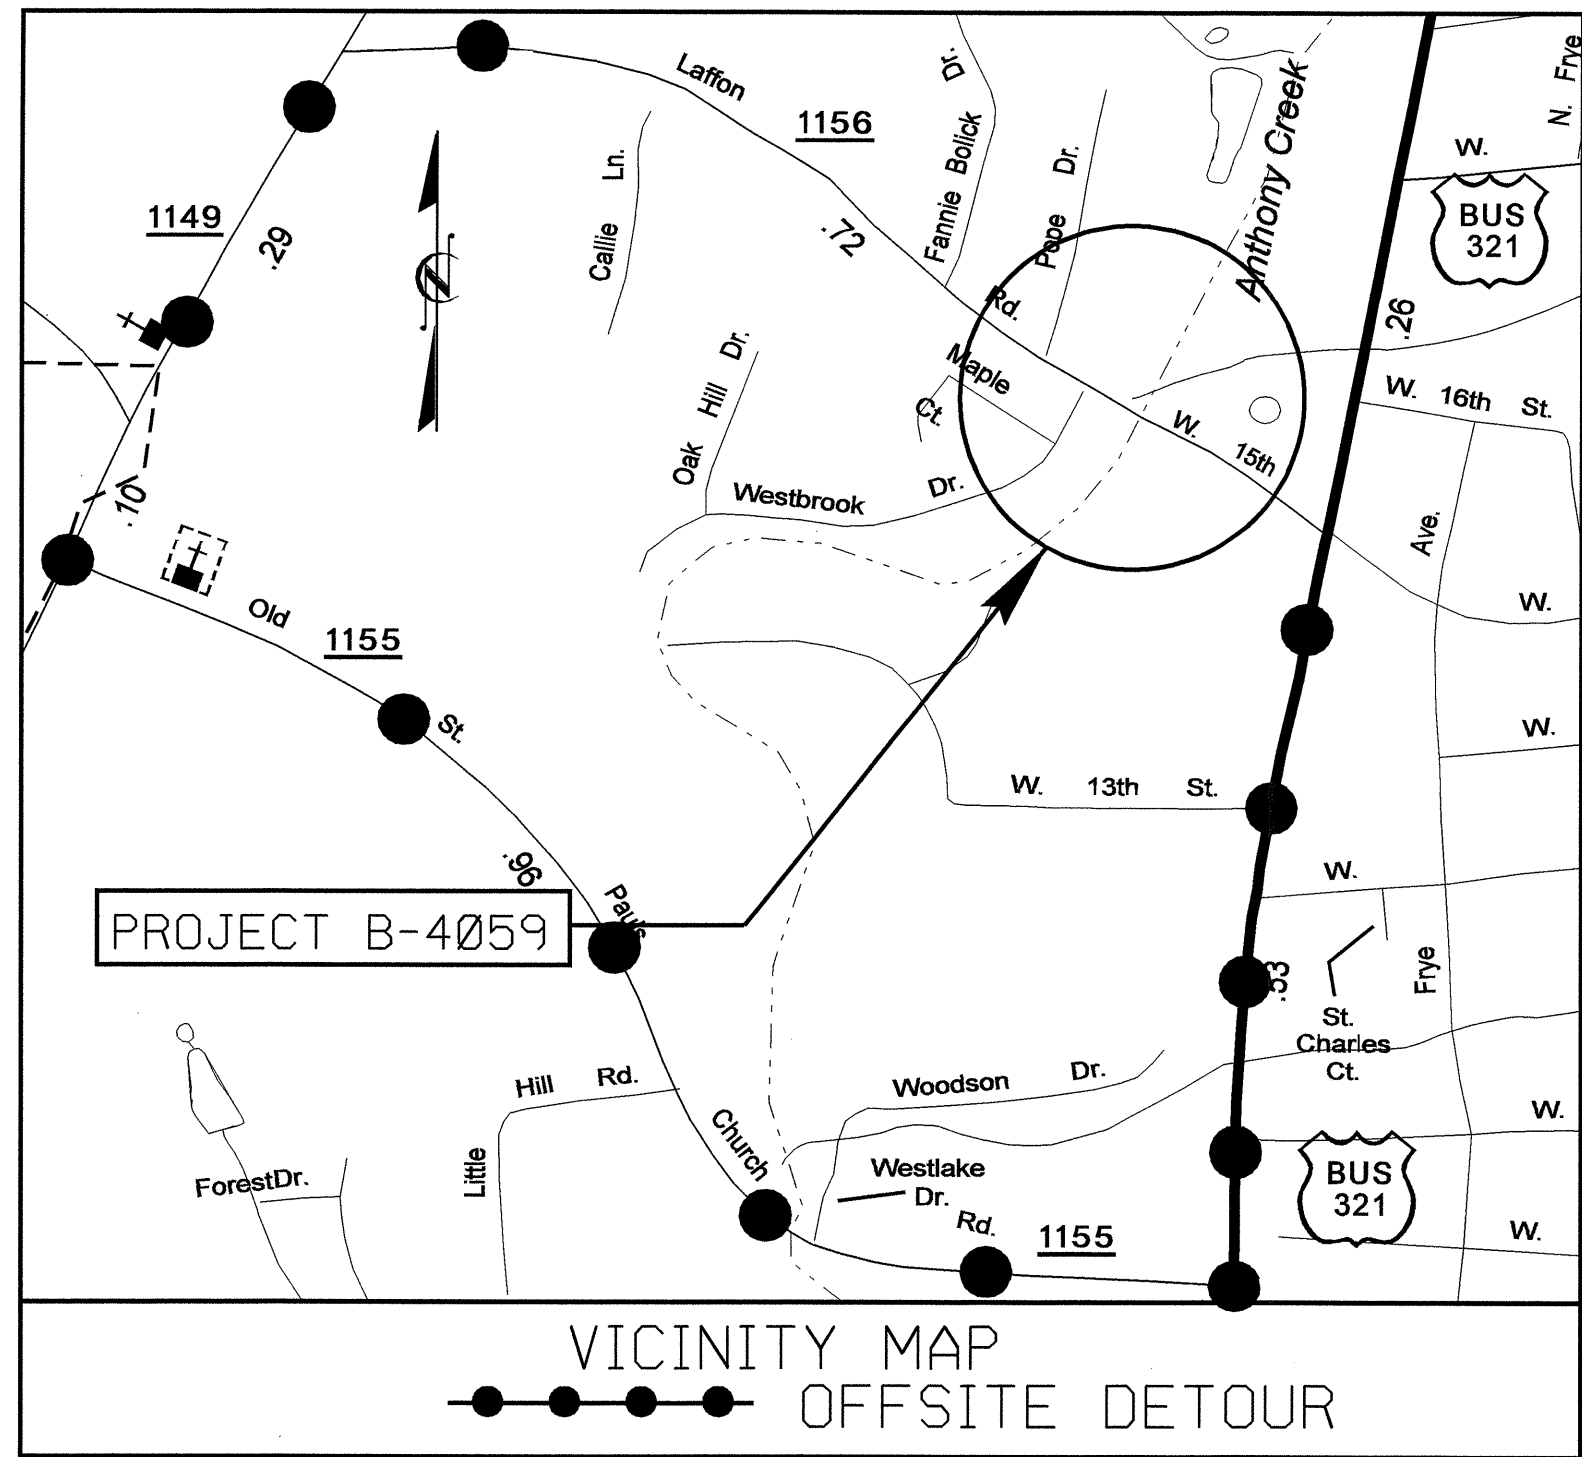 Laffon
Dr.
Anthony Creek
N. Frye
1156
W.
BUS
321
Callie Ln.
Fannie Bolick
Pope Dr.
1149
.29
.72
.26
Rd.
Maple
Ct.
Oak Hill Dr.
W. 16th St.
W. 15th
Westbrook Dr.
.10
Ave.
Old
1155
W.
St.
W.
W. 13th St.
.96
W.
Paul's
PROJECT B-4059
.53
Frye
St.
Charles
Ct.
Hill Rd.
Woodson Dr.
W.
Church
Little
Westlake
Dr.
BUS
321
ForestDr.
Rd.
1155
W.
VICINITY MAP
OFFSITE DETOUR